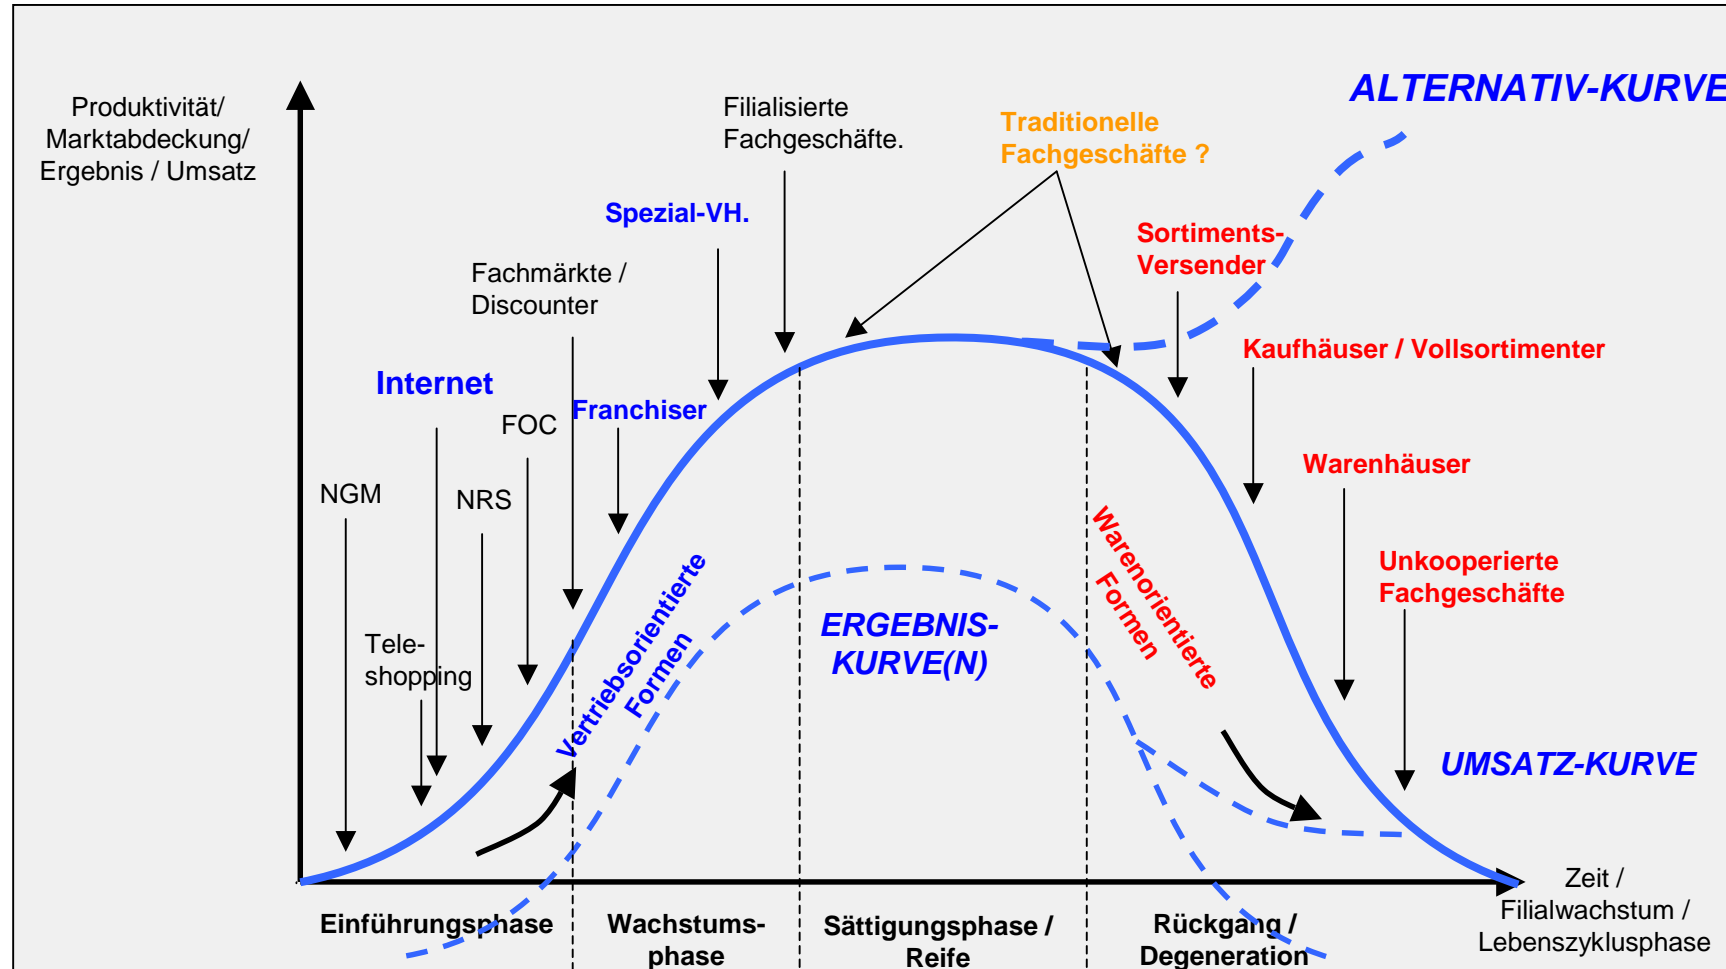 Produktivität/
Marktabdeckung/
Ergebnis / Umsatz
Filialisierte
Fachgeschäfte.
Traditionelle
Fachgeschäfte ?
ALTERNATIV-KURVE
Spezial-VH.
Sortiments-
Versender
Fachmärkte /
Discounter
Kaufhäuser / Vollsortimenter
Internet
Franchiser
FOC
NGM
NRS
Warenhäuser
Unkooperierte
Fachgeschäfte
Tele-
shopping
Vertriebsorientierte
Formen
ERGEBNIS-
KURVE(N)
Warenorientierte
Formen
UMSATZ-KURVE
Einführungsphase
Wachstums-
phase
Sättigungsphase /
Reife
Rückgang /
Degeneration
Zeit /
Filialwachstum /
Lebenszyklusphase